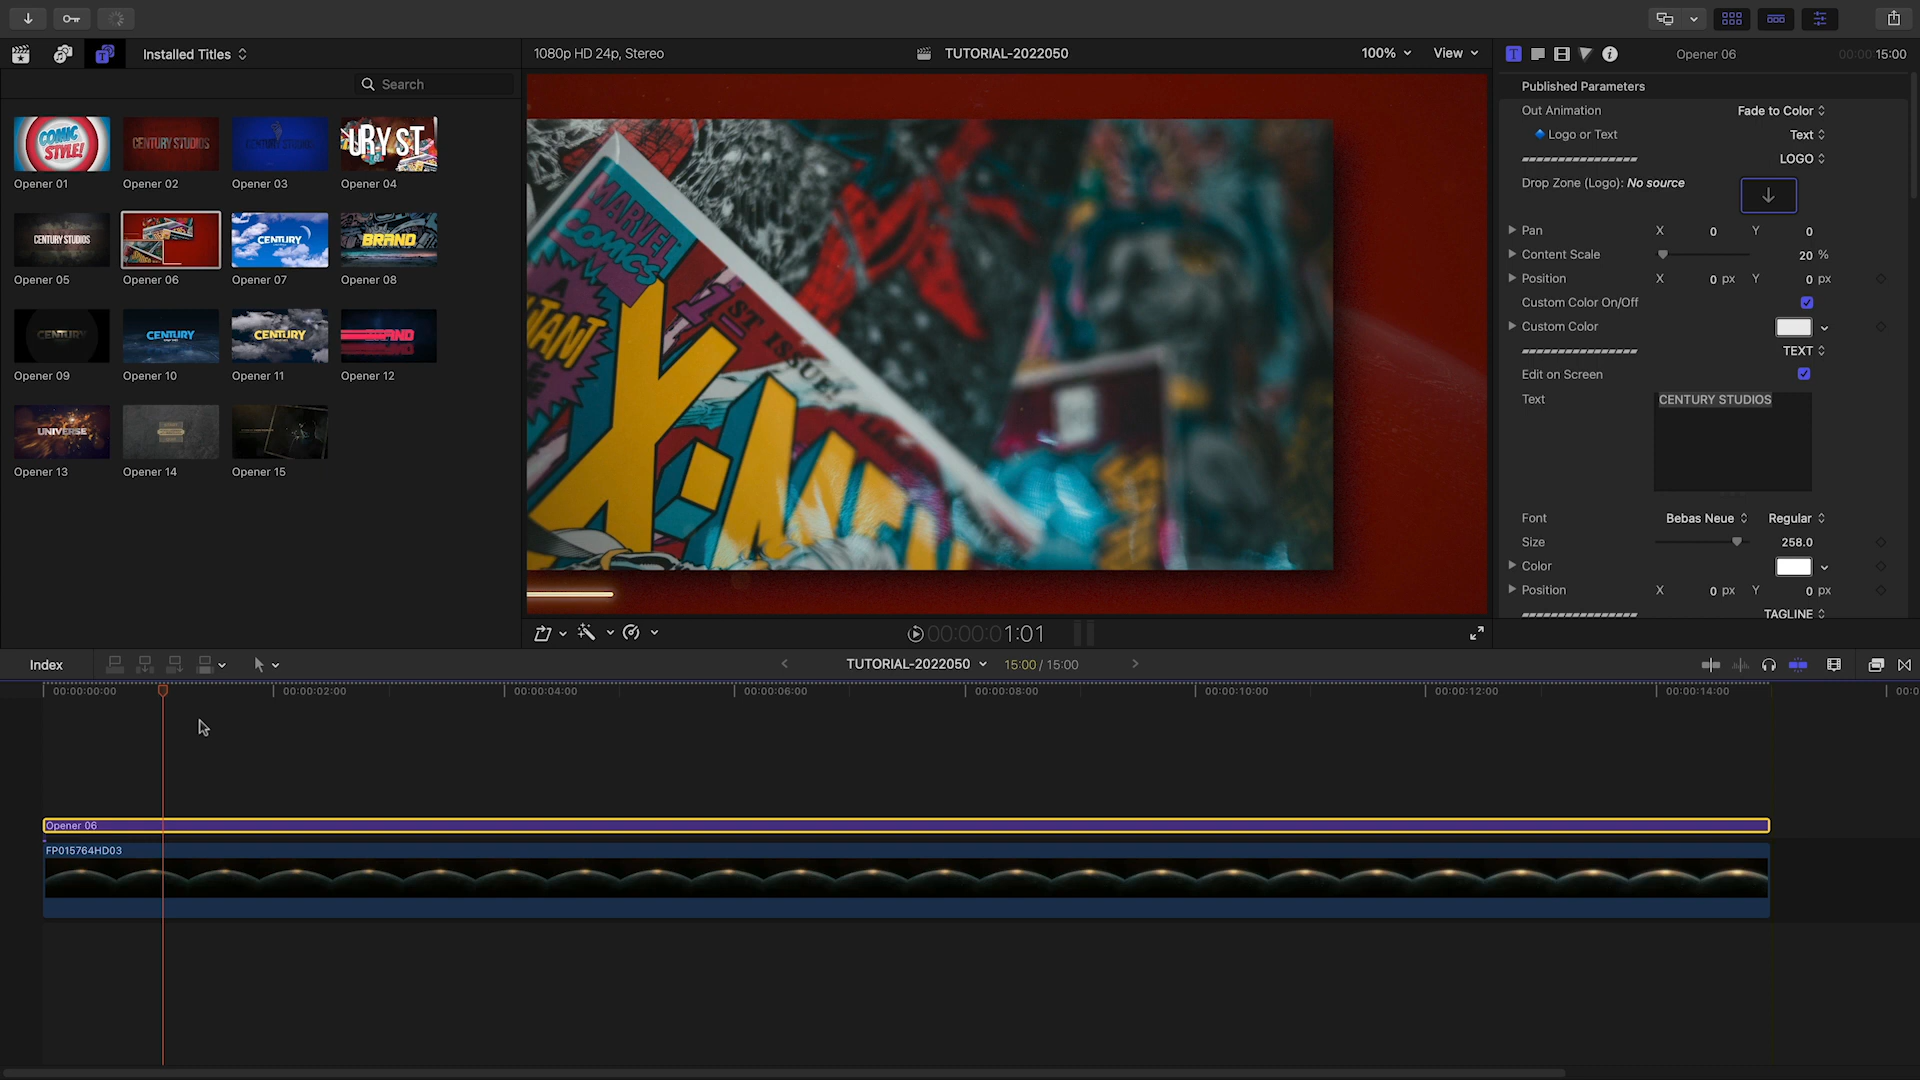 Installed Titles
1080p HD 24p, Stereo
TUTORIAL-2022050
100%
View
Opener 06
00:00:00:15:00
Search
COMIC
STYLE!
CENTURY STUDIOS
CENTURY STUDIOS
URY ST
Opener 01
Opener 02
Opener 03
Opener 04
CENTURY STUDIOS
CENTURY
BRAND
Opener 05
Opener 06
Opener 07
Opener 08
CENTURY
CENTURY
CENTURY
BRAND
Opener 09
Opener 10
Opener 11
Opener 12
UNIVERSE
Opener 13
Opener 14
Opener 15
MARVEL
COMICS
1ST ISSUE
A
MUTANT
X-MEN
Published Parameters
Out Animation
Fade to Color
Logo or Text
Text
LOGO
Drop Zone (Logo): No source
Pan
X
0
Y
0
Content Scale
20 %
Position
X
0 px
Y
0 px
Custom Color On/Off
Custom Color
TEXT
Edit on Screen
Text
CENTURY STUDIOS
Font
Bebas Neue
Regular
Size
258.0
Color
Position
X
0 px
Y
0 px
TAGLINE
00:00:01:01
Index
TUTORIAL-2022050
15:00 / 15:00
00:00:00:00
00:00:02:00
00:00:04:00
00:00:06:00
00:00:08:00
00:00:10:00
00:00:12:00
00:00:14:00
00:0
Opener 06
FP015764HD03